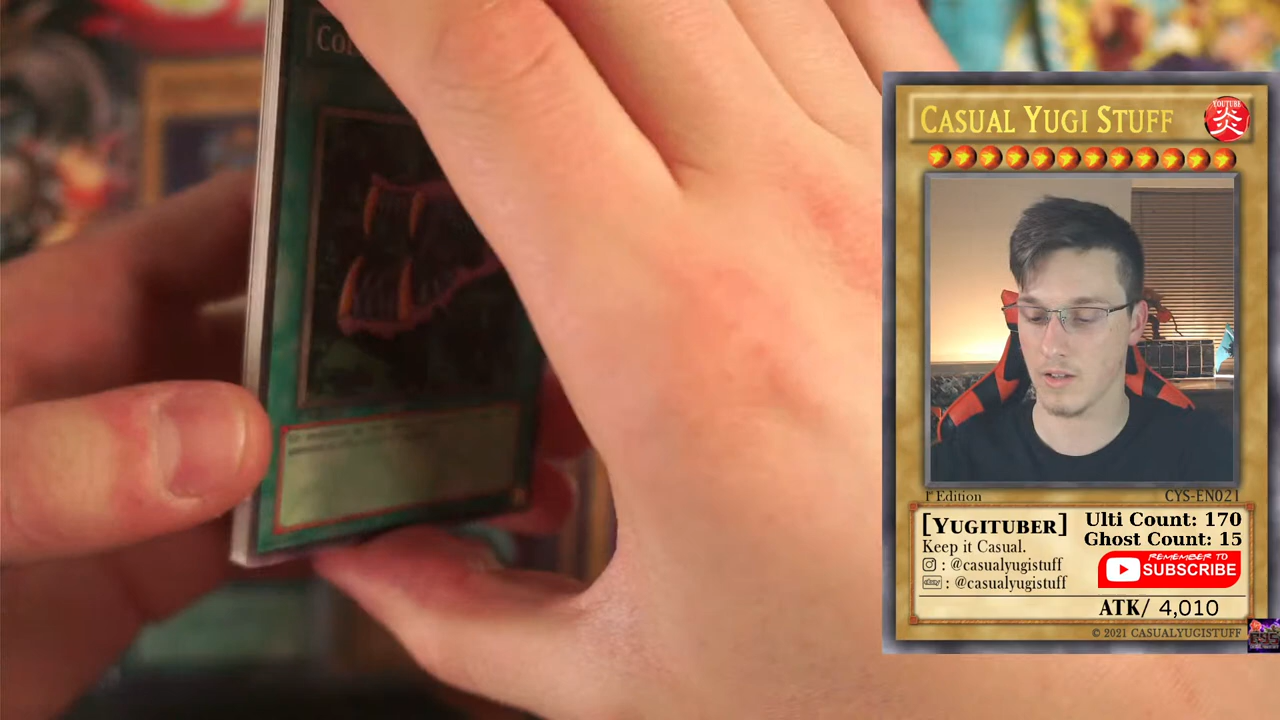 CASUAL YUGI STUFF
YOUTUBE
炎
1st Edition
CYS-EN021
[YUGITUBER]
Ulti Count: 170
Keep it Casual.
Ghost Count: 15
: @casualyugistuff
REMEMBER TO
SUBSCRIBE
: @casualyugistuff
ATK/ 4,010
© 2021 CASUALYUGISTUFF